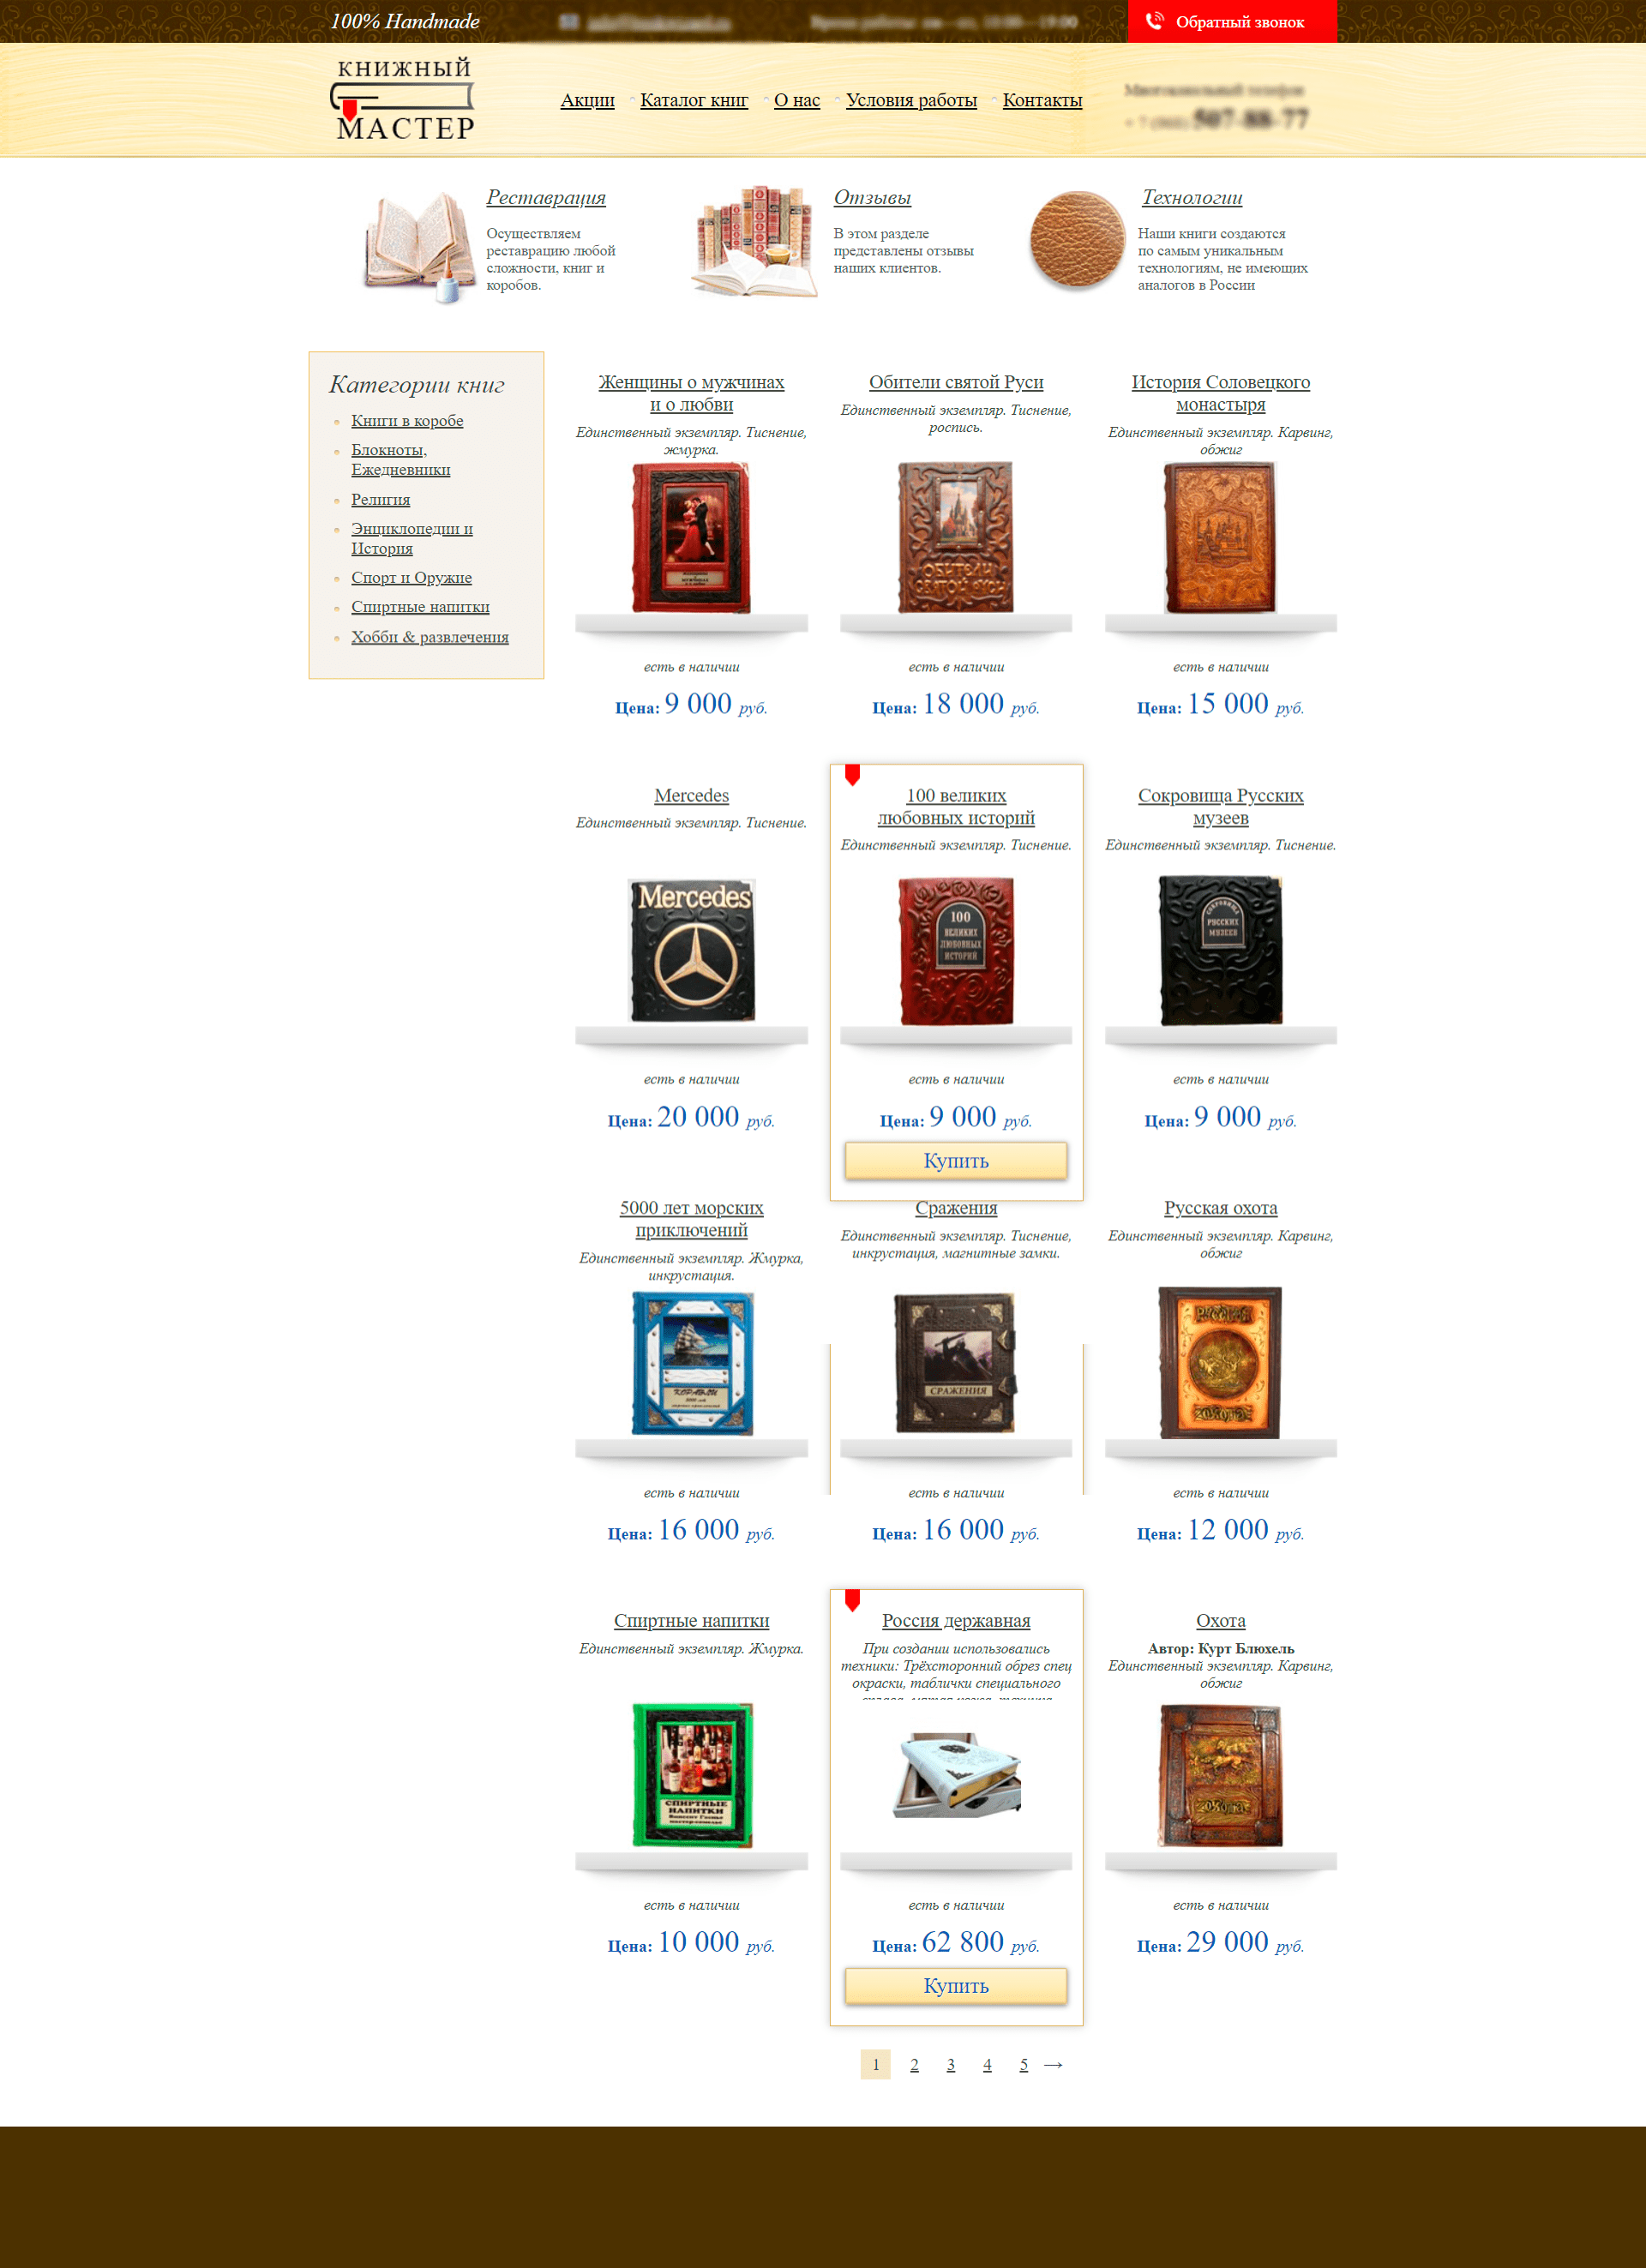 100% Handmade
Обратный звонок
КНИЖНЫЙ
МАСТЕР
Акции
Каталог книг
О нас
Условия работы
Контакты
Многоканальный телефон
507-88-77
Реставрация
Осуществляем
реставрацию любой
сложности, книг и
коробов.
Отзывы
В этом разделе
представлены отзывы
наших клиентов.
Технологии
Наши книги создаются
по самым уникальным
технологиям, не имеющих
аналогов в России
Категории книг
Книги в коробе
Блокноты,
Ежедневники
Религия
Энциклопедии и
История
Спорт и Оружие
Спиртные напитки
Хобби & развлечения
Женщины о мужчинах
и о любви
Единственный экземпляр. Тиснение,
жмурка.
есть в наличии
Цена: 9 000 руб.
Обители святой Руси
Единственный экземпляр. Тиснение,
роспись.
ОБИТЕЛИ
СВЯТОЙ
есть в наличии
Цена: 18 000 руб.
История Соловецкого
монастыря
Единственный экземпляр. Карвинг,
обжиг
есть в наличии
Цена: 15 000 руб.
Mercedes
Единственный экземпляр. Тиснение.
Mercedes
есть в наличии
Цена: 20 000 руб.
100 великих
любовных историй
Единственный экземпляр. Тиснение.
100
ВЕЛИКИХ
ЛЮБОВНЫХ
ИСТОРИЙ
есть в наличии
Цена: 9 000 руб.
Купить
Сокровища Русских
музеев
Единственный экземпляр. Тиснение.
СОКРОВИЩА
РУССКИХ
МУЗЕЕВ
есть в наличии
Цена: 9 000 руб.
5000 лет морских
приключений
Единственный экземпляр. Жмурка,
инкрустация.
КОРАБЛИ
есть в наличии
Цена: 16 000 руб.
Сражения
Единственный экземпляр. Тиснение,
инкрустация, магнитные замки.
СРАЖЕНИЯ
есть в наличии
Цена: 16 000 руб.
Русская охота
Единственный экземпляр. Карвинг,
обжиг
РУССКАЯ
ОХОТА
есть в наличии
Цена: 12 000 руб.
Спиртные напитки
Единственный экземпляр. Жмурка.
СПИРТНЫЕ
НАПИТКИ
есть в наличии
Цена: 10 000 руб.
Россия державная
При создании использовались
техники: Трёхсторонний обрез спец
окраски, таблички специального
есть в наличии
Цена: 62 800 руб.
Купить
Охота
Автор: Курт Блюхель
Единственный экземпляр. Карвинг,
обжиг
ОХОТА
есть в наличии
Цена: 29 000 руб.
1 2 3 4 5 →